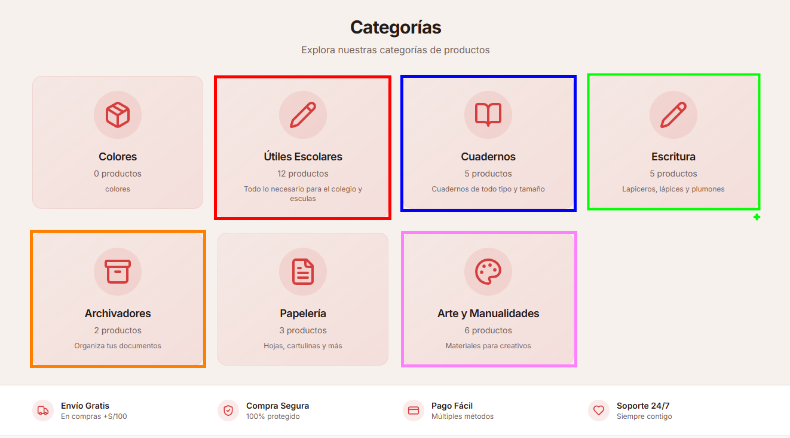 Categorías
Explora nuestras categorías de productos
Colores
0 productos
colores
Útiles Escolares
12 productos
Todo lo necesario para el colegio y
esculas
Cuadernos
5 productos
Cuadernos de todo tipo y tamaño
Escritura
5 productos
Lapiceros, lápices y plumones
Archivadores
2 productos
Organiza tus documentos
Papelería
3 productos
Hojas, cartulinas y más
Arte y Manualidades
6 productos
Materiales para creativos
Envío Gratis
En compras +S/100
Compra Segura
100% protegido
Pago Fácil
Múltiples métodos
Soporte 24/7
Siempre contigo